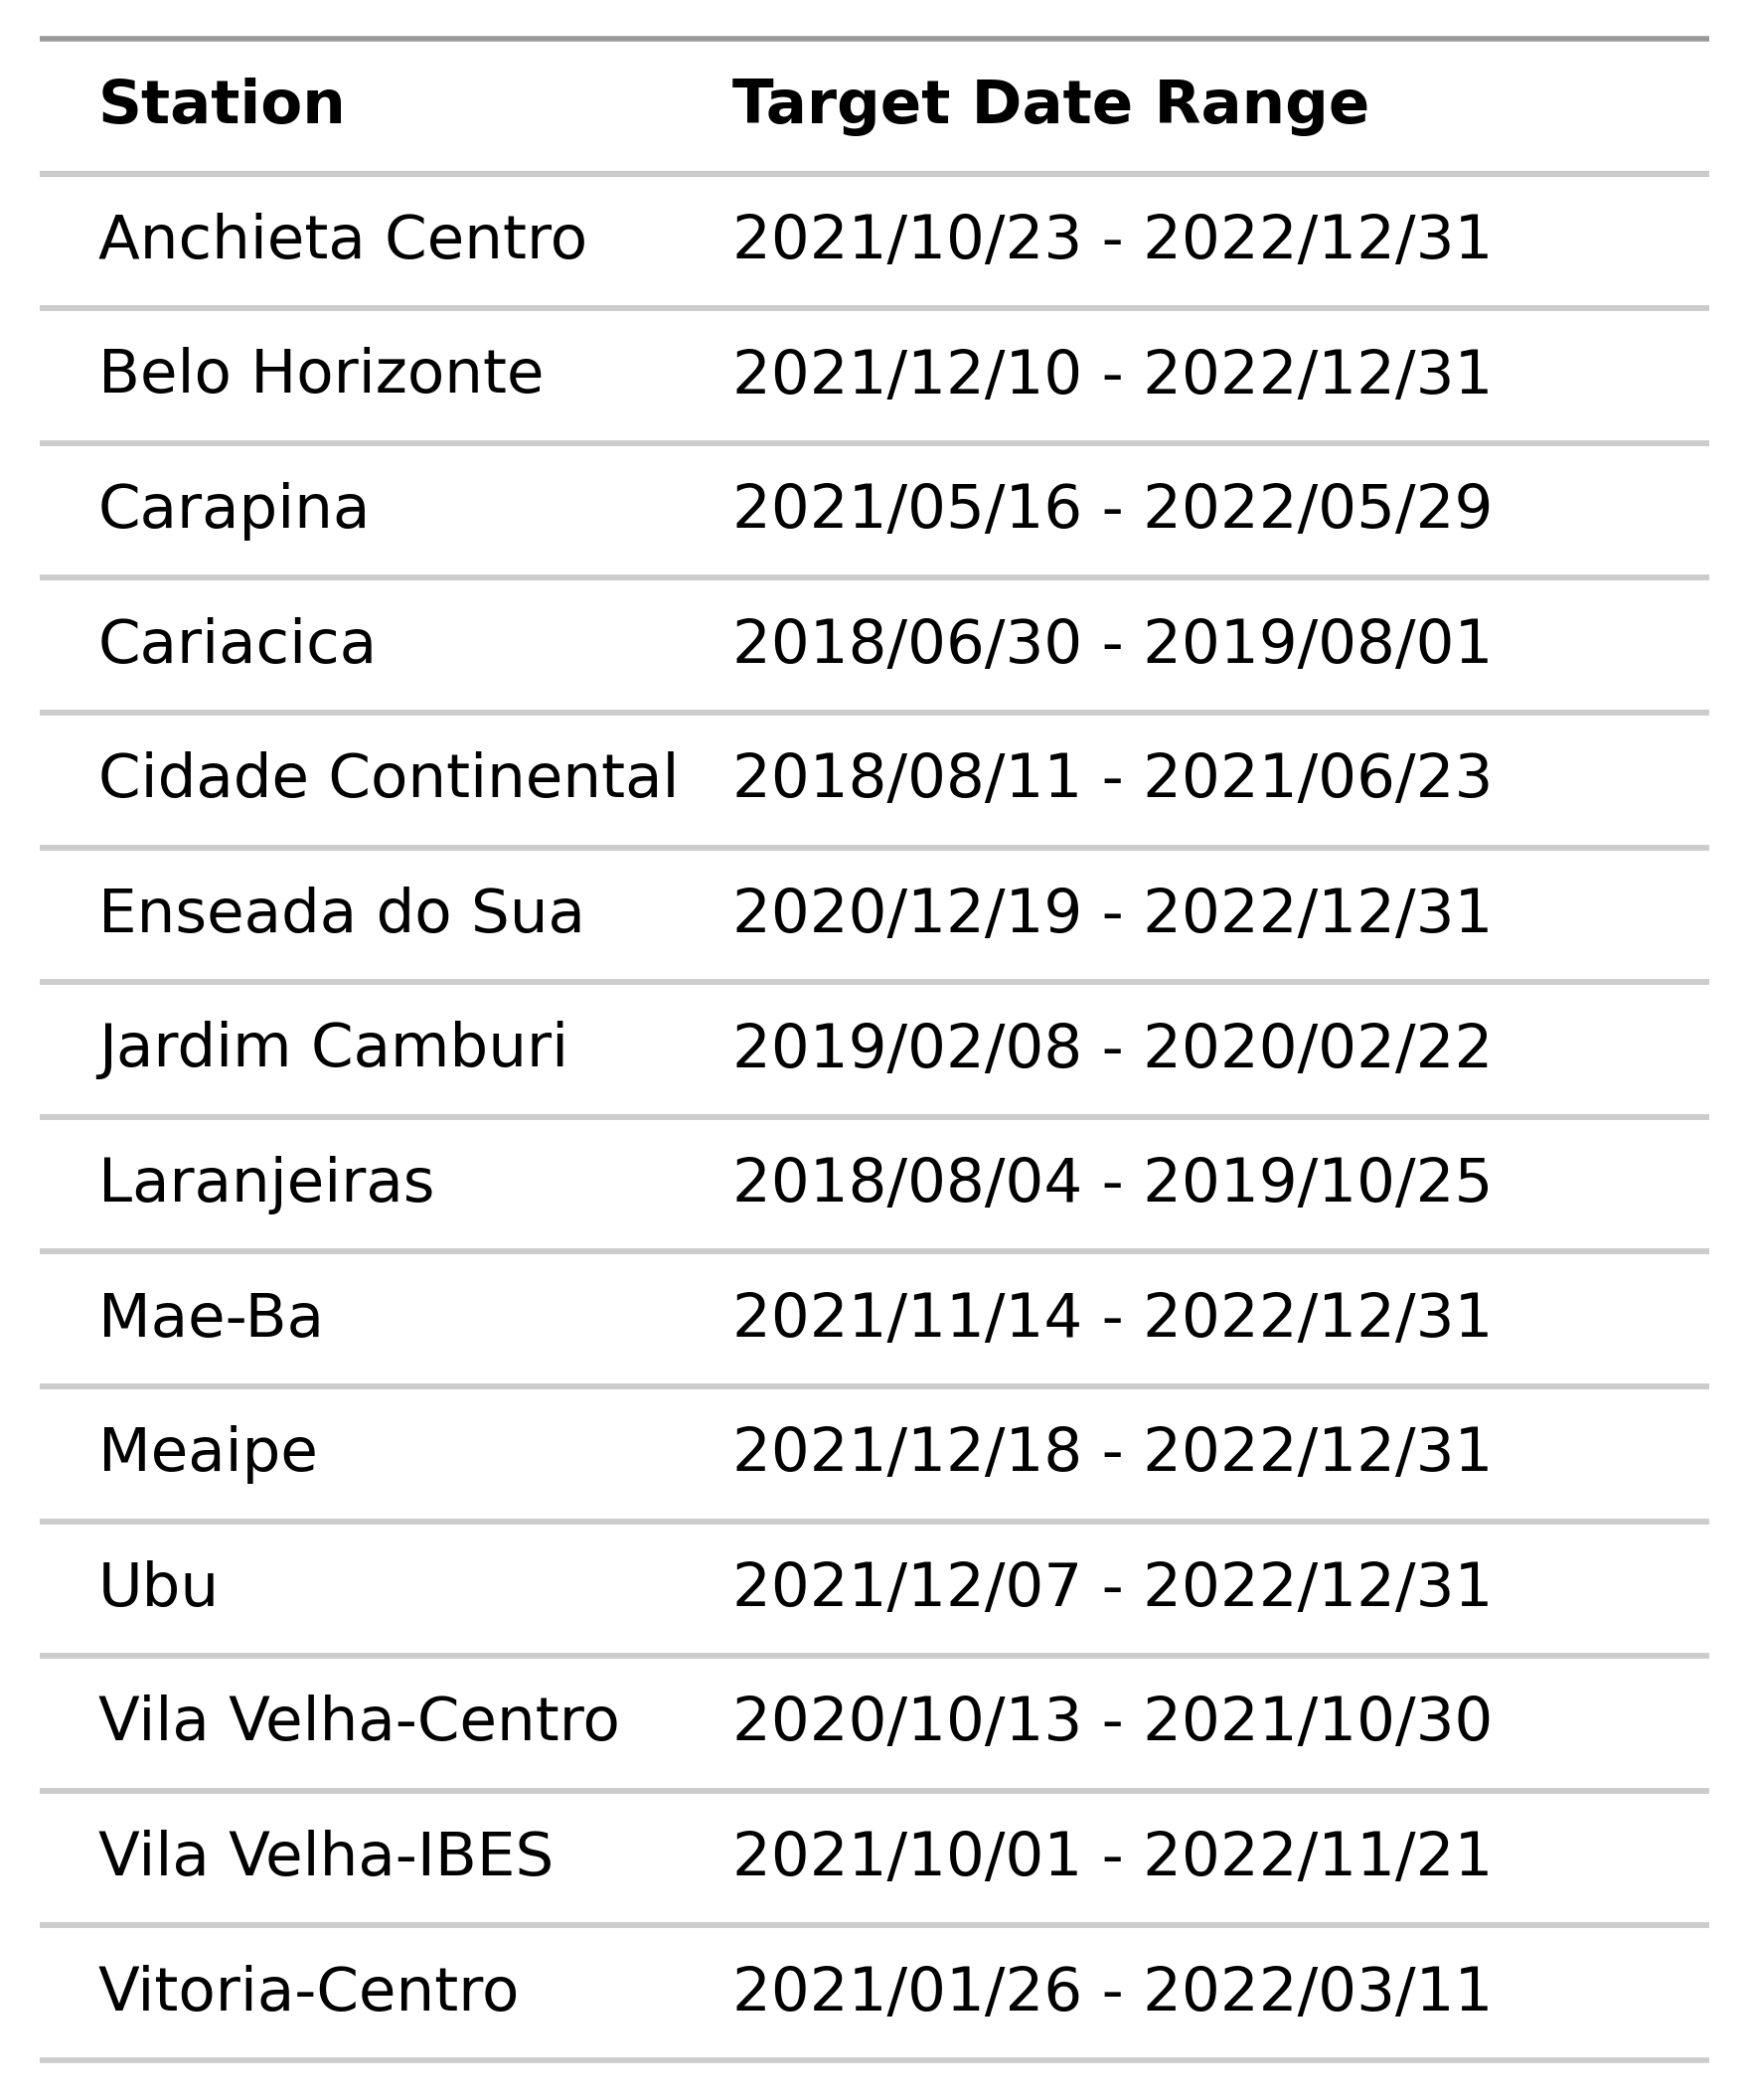 Station Target Date Range
Anchieta Centro 2021/10/23 - 2022/12/31
Belo Horizonte 2021/12/10 - 2022/12/31
Carapina 2021/05/16 - 2022/05/29
Cariacica 2018/06/30 - 2019/08/01
Cidade Continental 2018/08/11 - 2021/06/23
Enseada do Sua 2020/12/19 - 2022/12/31
Jardim Camburi 2019/02/08 - 2020/02/22
Laranjeiras 2018/08/04 - 2019/10/25
Mae-Ba 2021/11/14 - 2022/12/31
Meaipe 2021/12/18 - 2022/12/31
Ubu 2021/12/07 - 2022/12/31
Vila Velha-Centro 2020/10/13 - 2021/10/30
Vila Velha-IBES 2021/10/01 - 2022/11/21
Vitoria-Centro 2021/01/26 - 2022/03/11